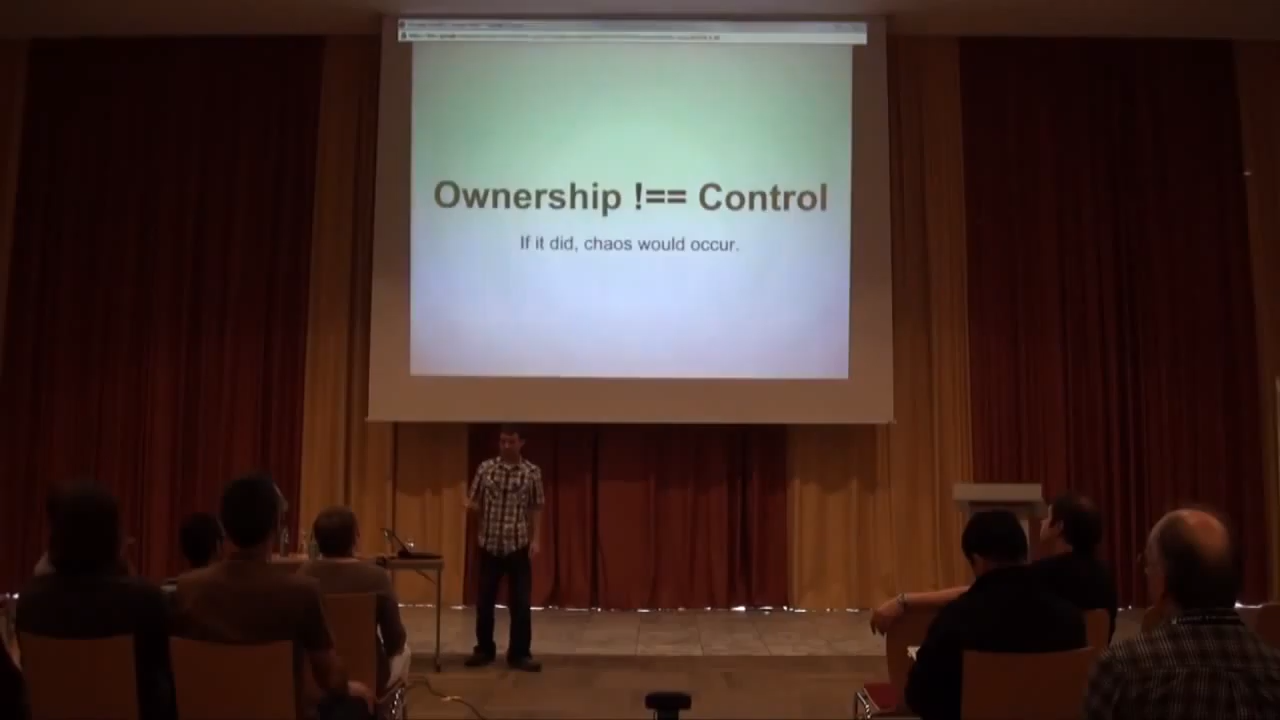 Ownership !== Control
If it did, chaos would occur.